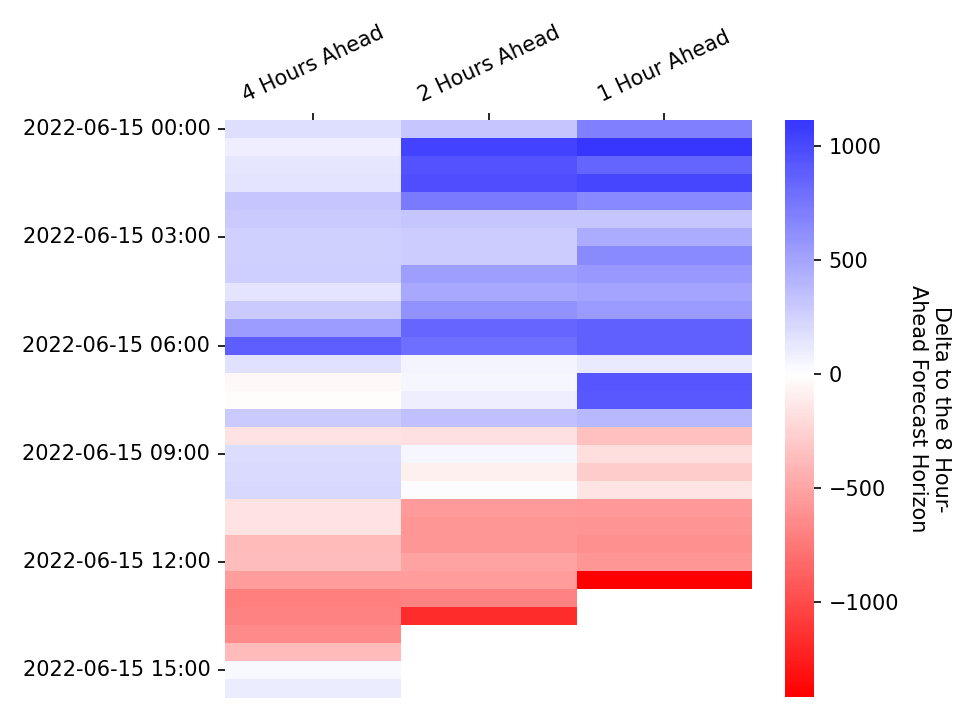 4 Hours Ahead
2 Hours Ahead
1 Hour Ahead
2022-06-15 00:00
2022-06-15 03:00
2022-06-15 06:00
2022-06-15 09:00
2022-06-15 12:00
2022-06-15 15:00
1000
500
0
−500
−1000
Delta to the 8 Hour-
Ahead Forecast Horizon